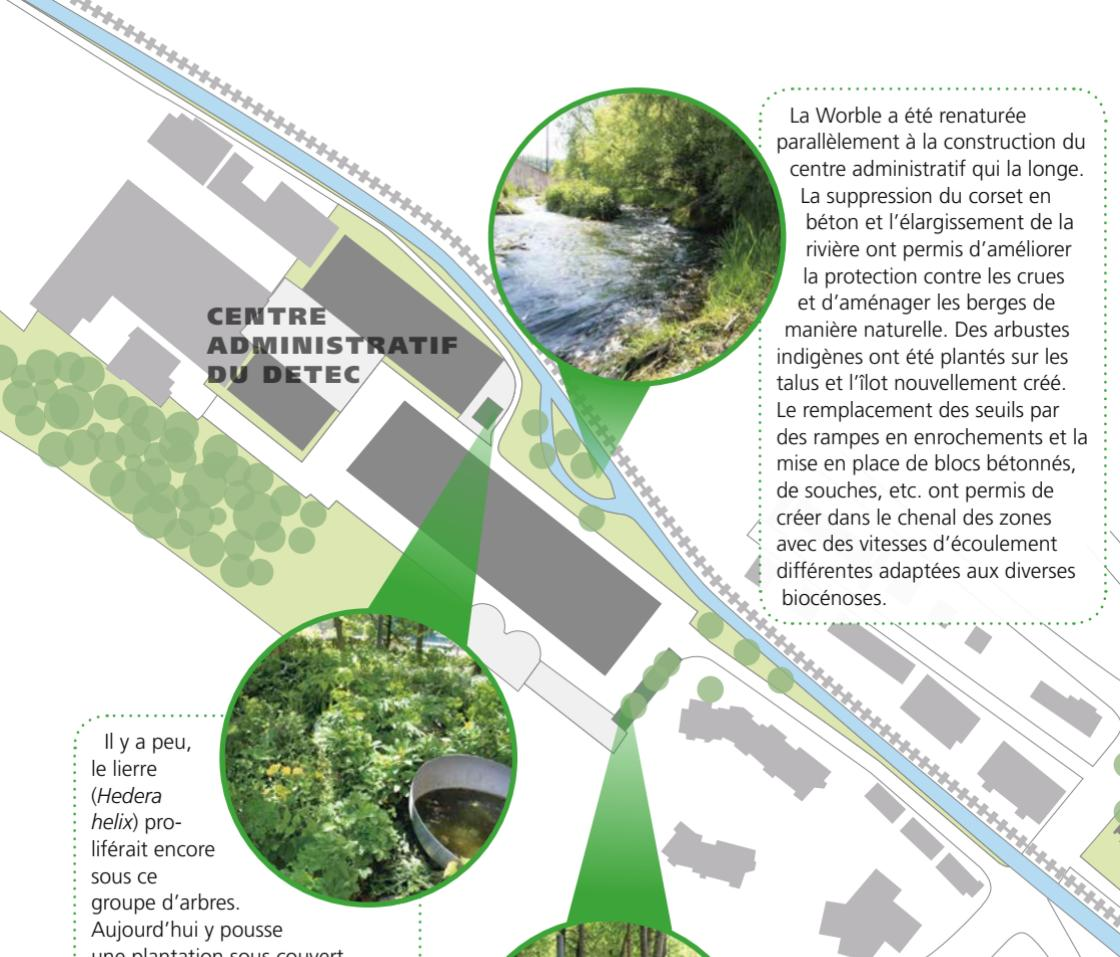 La Worble a été renaturée
parallèlement à la construction du
centre administratif qui la longe.
La suppression du corset en
béton et l'élargissement de la
rivière ont permis d'améliorer
la protection contre les crues
et d'aménager les berges de
manière naturelle. Des arbustes
indigènes ont été plantés sur les
talus et l'îlot nouvellement créé.
Le remplacement des seuils par
des rampes en enrochements et la
mise en place de blocs bétonnés,
de souches, etc. ont permis de
créer dans le chenal des zones
avec des vitesses d'écoulement
différentes adaptées aux diverses
biocénoses.
CENTRE
ADMINISTRATIF
DU DETEC
Il y a peu,
le lierre
(Hedera
helix) pro-
liférait encore
sous ce
groupe d'arbres.
Aujourd'hui y pousse
une plantation sous couvert